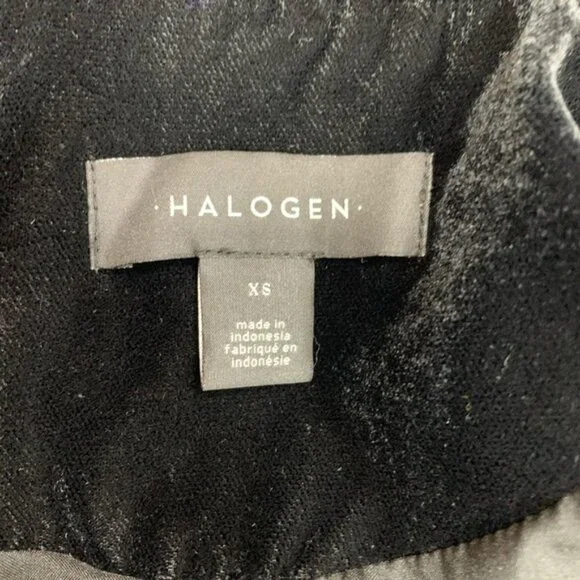 · HALOGEN ·
XS
made in
indonesia
fabriqué en
indonésie